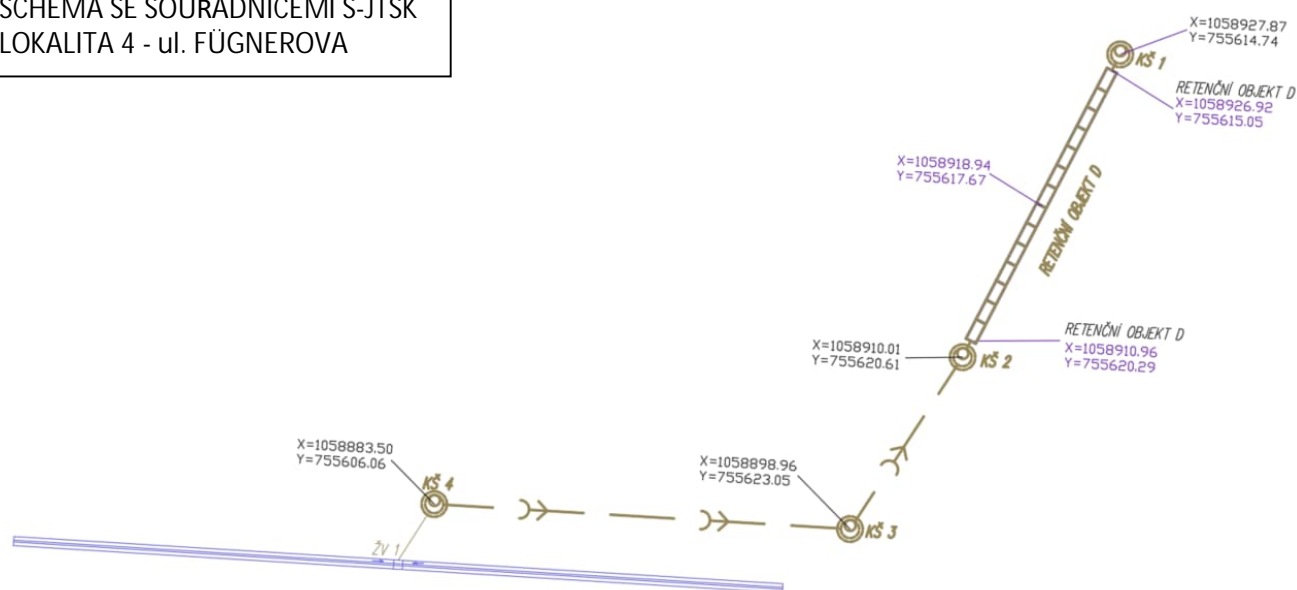 SCHÉMA SE SOUŘADNICEMI S-JTSK
LOKALITA 4 - ul. FÜGNEROVA
X=1058927.87
Y=755614.74
KŠ 1
RETENČNÍ OBJEKT D
X=1058926.92
Y=755615.05
X=1058918.94
Y=755617.67
RETENČNÍ OBJEKT D
RETENČNÍ OBJEKT D
X=1058910.96
Y=755620.29
X=1058910.01
Y=755620.61
KŠ 2
X=1058883.50
Y=755606.06
KŠ 4
X=1058898.96
Y=755623.05
KŠ 3
ŽV 1